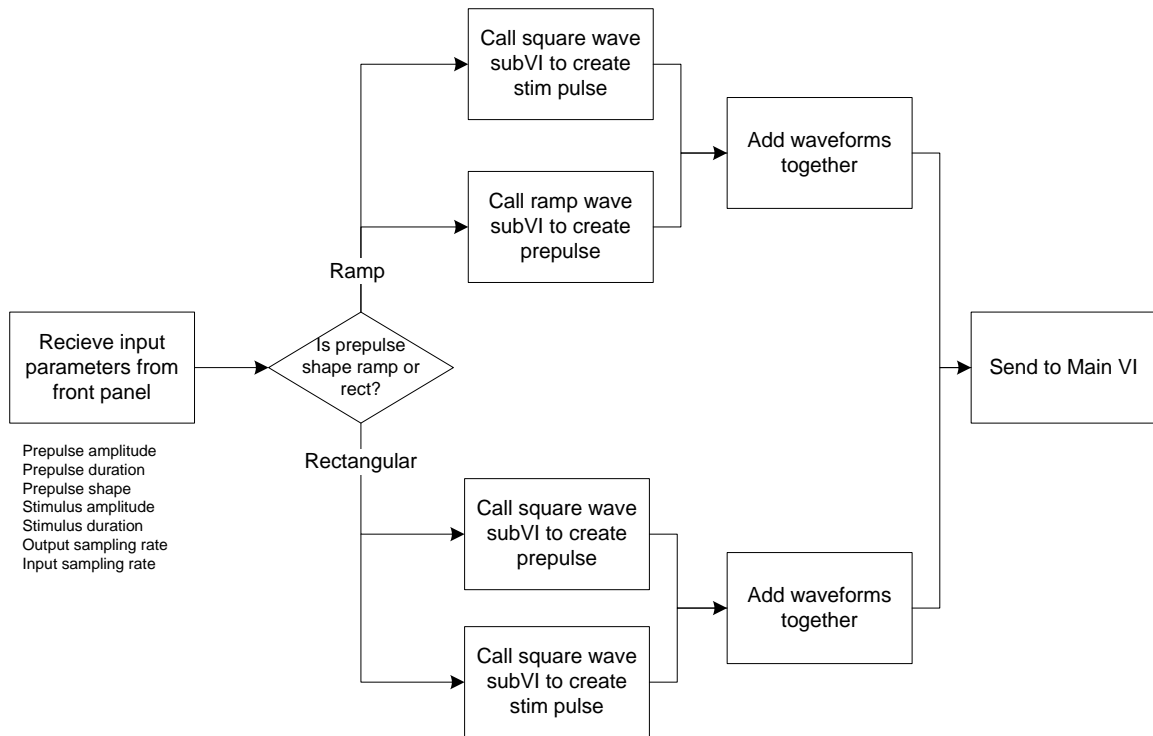 Call square wave
subVI to create
stim pulse
Add waveforms
together
Call ramp wave
subVI to create
prepulse
Ramp
Recieve input
parameters from
front panel
Is prepulse
shape ramp or
rect?
Send to Main VI
Prepulse amplitude
Prepulse duration
Prepulse shape
Stimulus amplitude
Stimulus duration
Output sampling rate
Input sampling rate
Rectangular
Call square wave
subVI to create
prepulse
Add waveforms
together
Call square wave
subVI to create
stim pulse